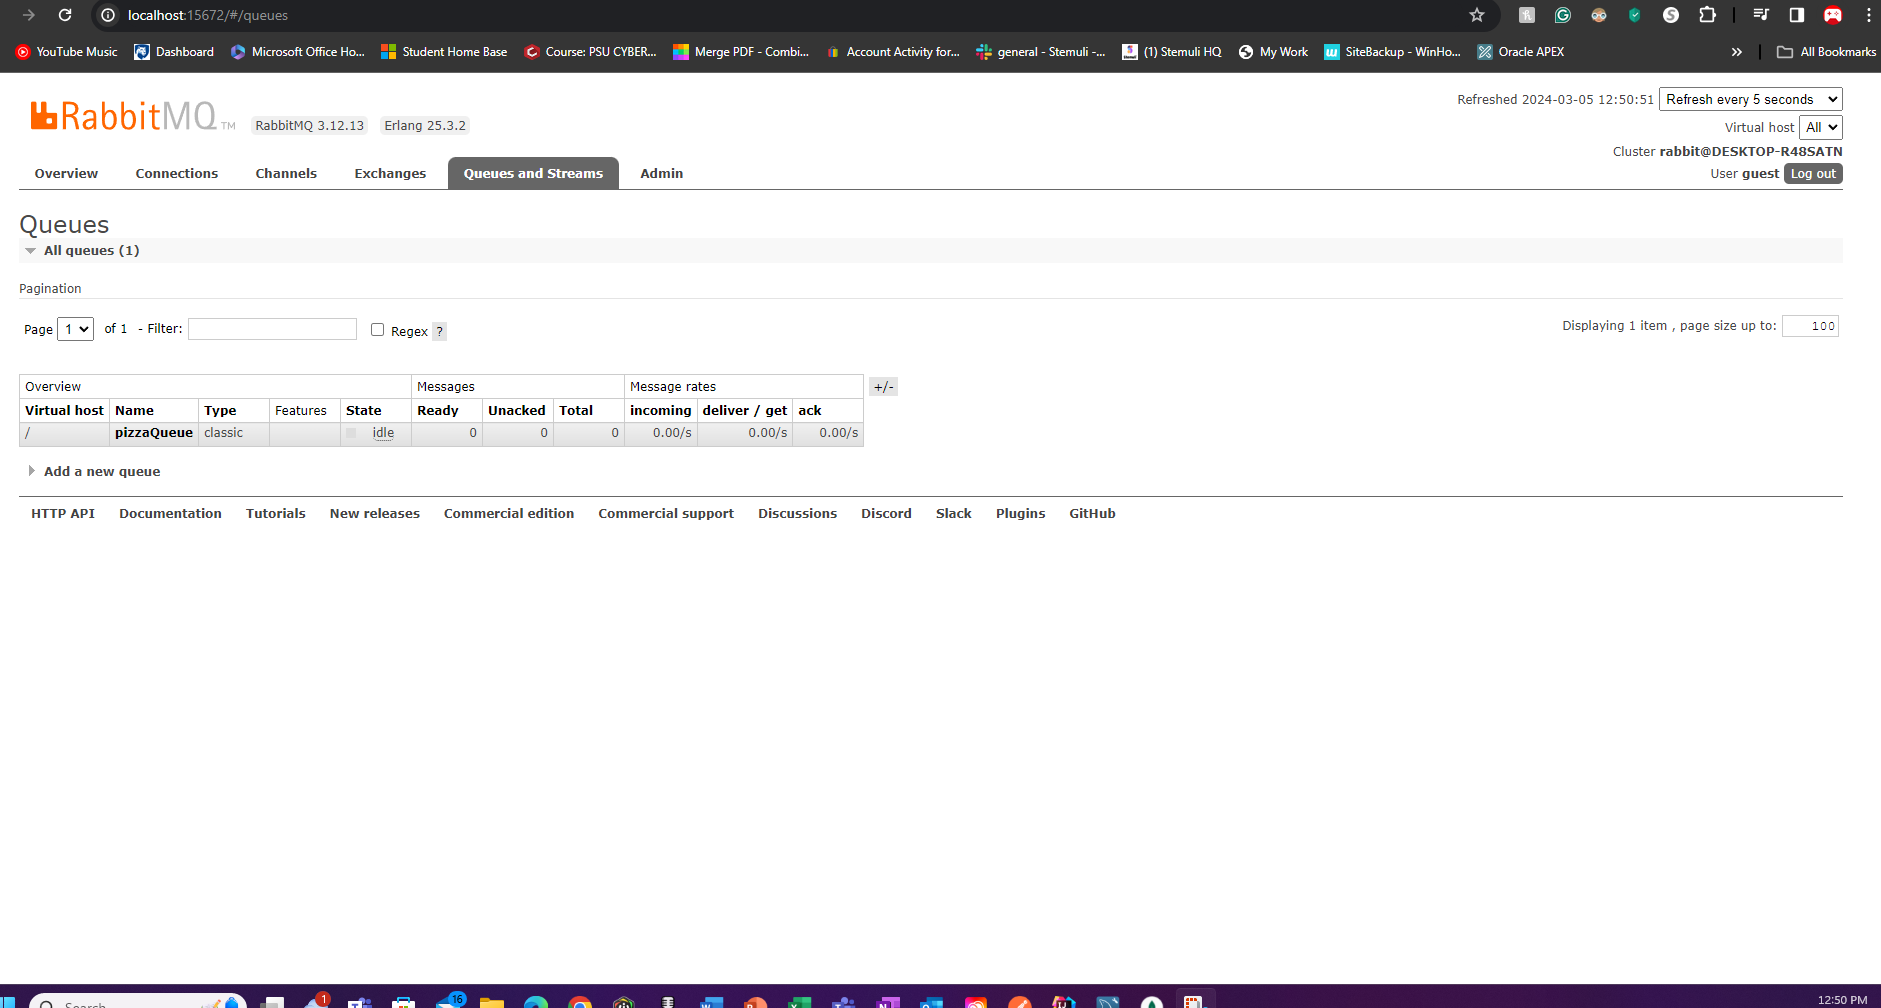 localhost:15672/#/queues
YouTube Music Dashboard Microsoft Office Ho... Student Home Base Course: PSU CYBER... Merge PDF - Combi... Account Activity for... general - Stemuli -... (1) Stemuli HQ My Work SiteBackup - WinHo... Oracle APEX » All Bookmarks
RabbitMQ TM RabbitMQ 3.12.13 Erlang 25.3.2
Refreshed 2024-03-05 12:50:51 Refresh every 5 seconds
Virtual host All
Cluster rabbit@DESKTOP-R48SATN
User guest Log out
Overview Connections Channels Exchanges Queues and Streams Admin
Queues
All queues (1)
Pagination
Page 1 of 1 - Filter: Regex ? Displaying 1 item , page size up to: 100
Overview Messages Message rates +/-
Virtual host Name Type Features State Ready Unacked Total incoming deliver / get ack
/ pizzaQueue classic idle 0 0 0 0.00/s 0.00/s 0.00/s
Add a new queue
HTTP API Documentation Tutorials New releases Commercial edition Commercial support Discussions Discord Slack Plugins GitHub
Search 1 16 12:50 PM